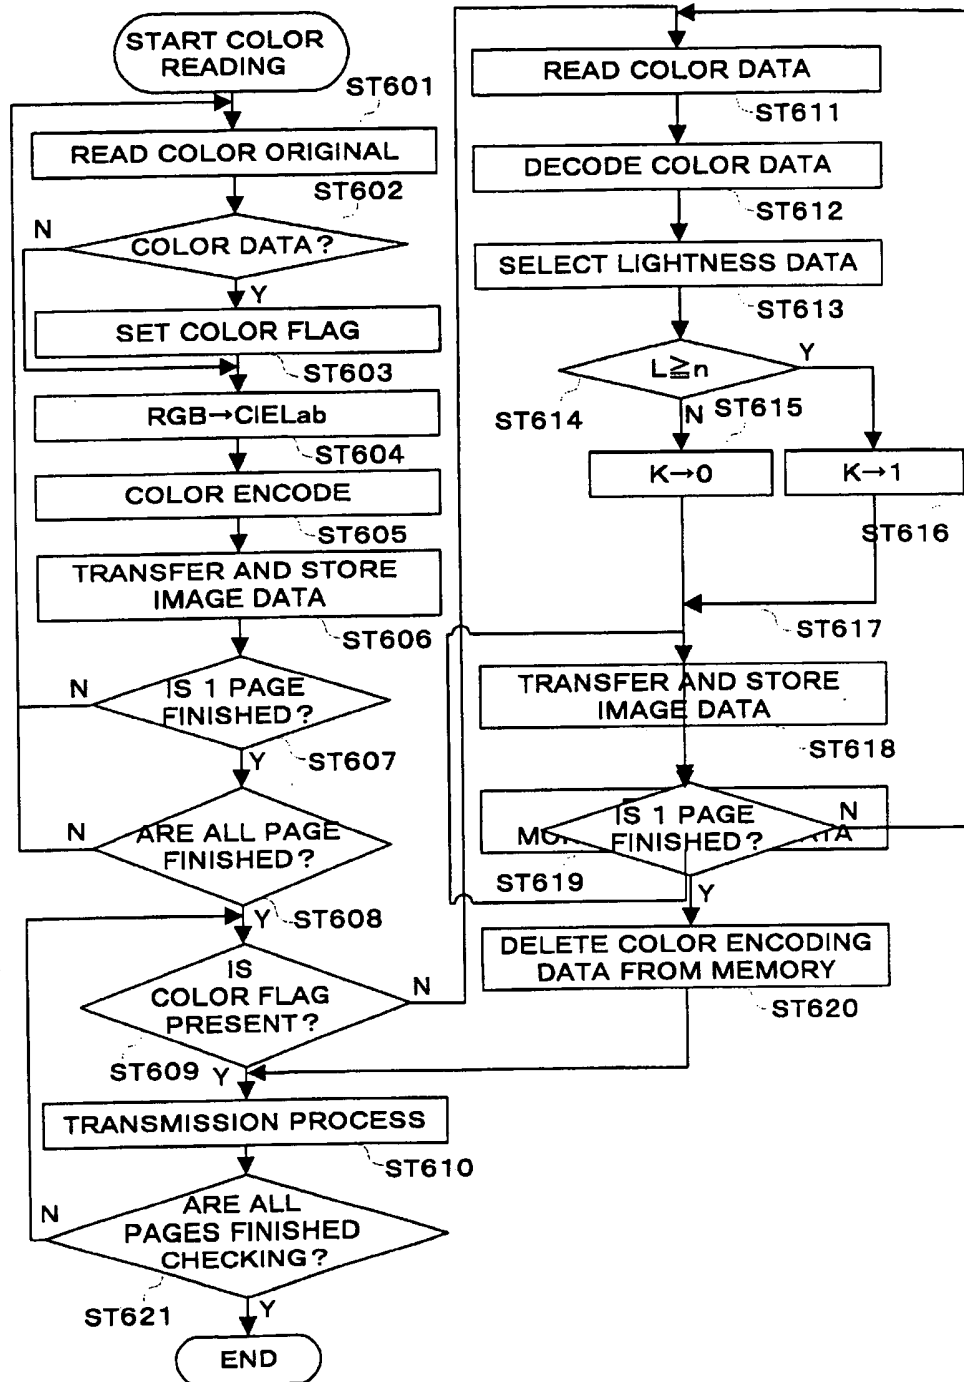 START COLOR
READING
ST601
READ COLOR ORIGINAL
ST602
N
COLOR DATA?
Y
SET COLOR FLAG
ST603
RGB→CIELab
ST604
COLOR ENCODE
ST605
TRANSFER AND STORE
IMAGE DATA
ST606
N
IS 1 PAGE
FINISHED?
Y
ST607
N
ARE ALL PAGE
FINISHED?
Y
ST608
IS
COLOR FLAG
PRESENT?
N
ST609
Y
TRANSMISSION PROCESS
ST610
N
ARE ALL
PAGES FINISHED
CHECKING?
ST621
Y
END
READ COLOR DATA
ST611
DECODE COLOR DATA
ST612
SELECT LIGHTNESS DATA
ST613
L≧n
Y
ST614
N
ST615
K→0
K→1
ST616
ST617
TRANSFER AND STORE
IMAGE DATA
ST618
IS 1 PAGE
FINISHED?
N
ST619
Y
DELETE COLOR ENCODING
DATA FROM MEMORY
ST620